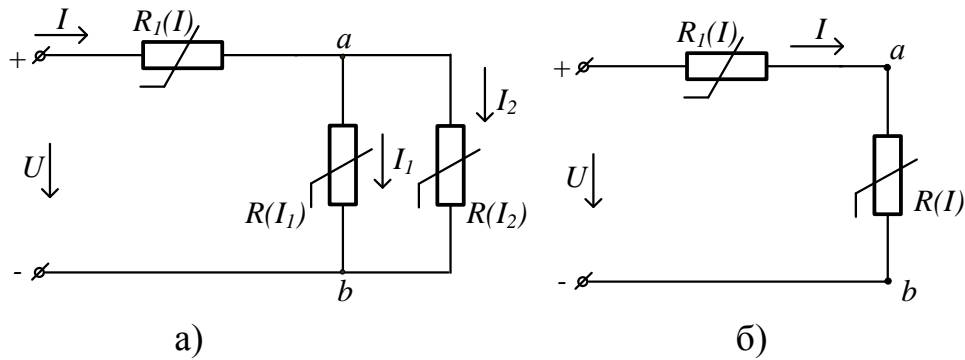 I R₁(I) a
+
I₂
U I₁
R(I₁) R(I₂)
-
b
а)
R₁(I) I
a
+
U
R(I)
-
b
б)